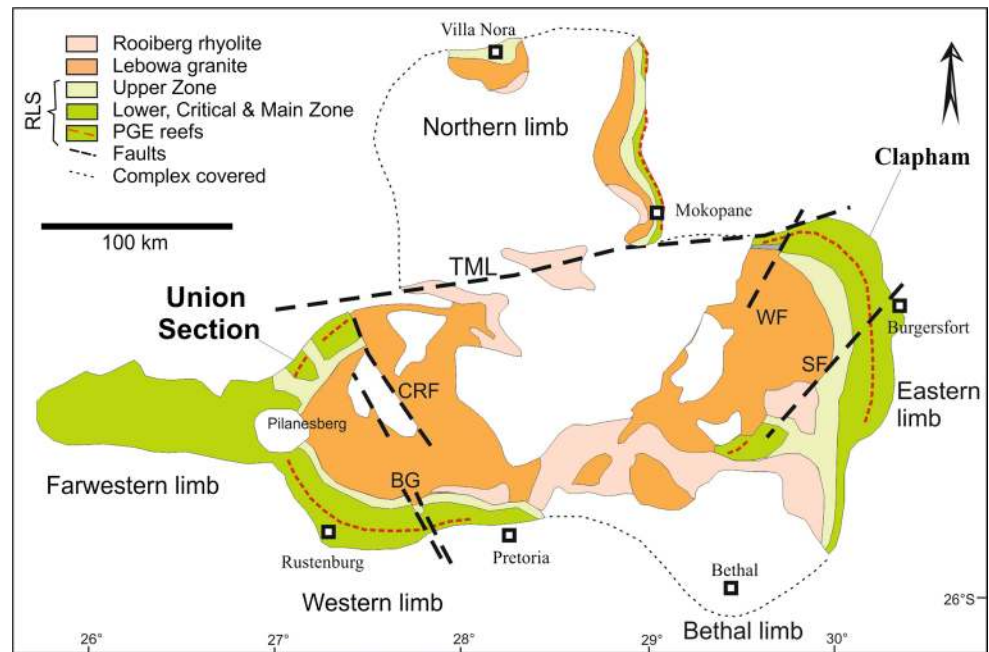 Rooiberg rhyolite
Lebowa granite
Upper Zone
Lower, Critical & Main Zone
PGE reefs
RLS
Faults
Complex covered
100 km
Villa Nora
Northern limb
Mokopane
Clapham
TML
Union
Section
WF
Burgersfort
SF
CRF
Eastern
limb
Pilanesberg
Farwestern limb
BG
Rustenburg
Pretoria
Western limb
Bethal
Bethal limb
26°S
26°
27°
28°
29°
30°